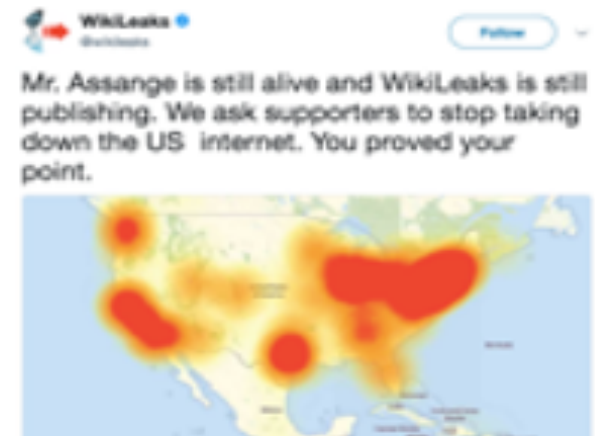 WikiLeaks
@wikileaks
Follow
Mr. Assange is still alive and WikiLeaks is still
publishing. We ask supporters to stop taking
down the US internet. You proved your
point.